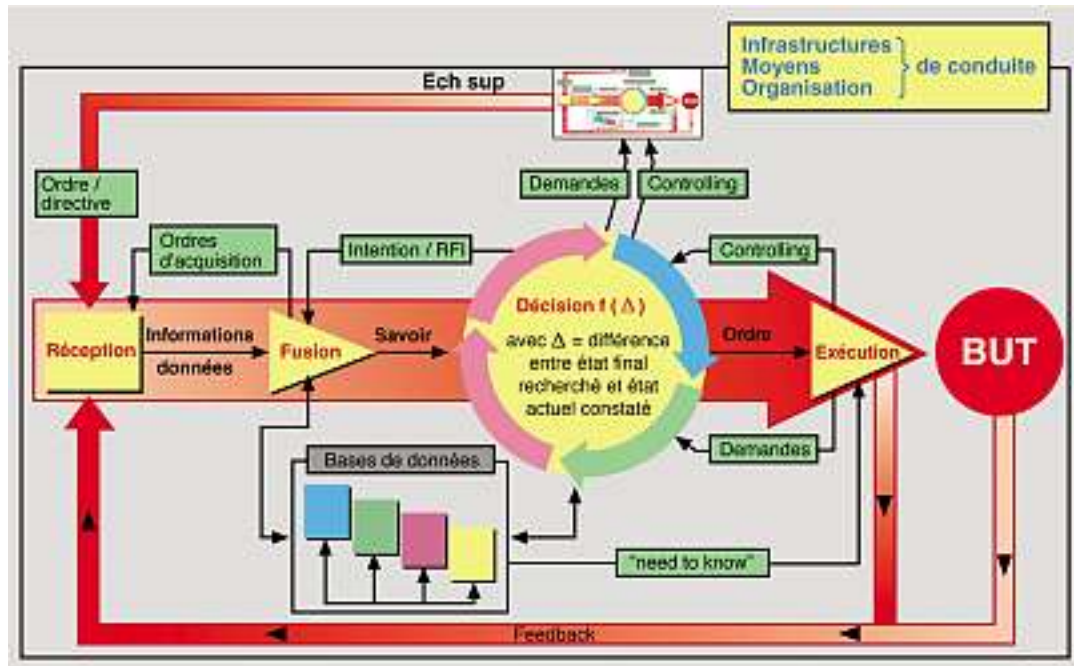 Infrastructures
Moyens
Organisation
de conduite
Ech sup
Ordre /
directive
Demandes
Controlling
Ordres
d'acquisition
Intention / RFI
Controlling
Réception
Informations
données
Fusion
Savoir
Décision f ( Δ )
avec Δ = différence
entre état final
recherché et état
actuel constaté
Ordre
Exécution
BUT
Demandes
Bases de données
"need to know"
Feedback